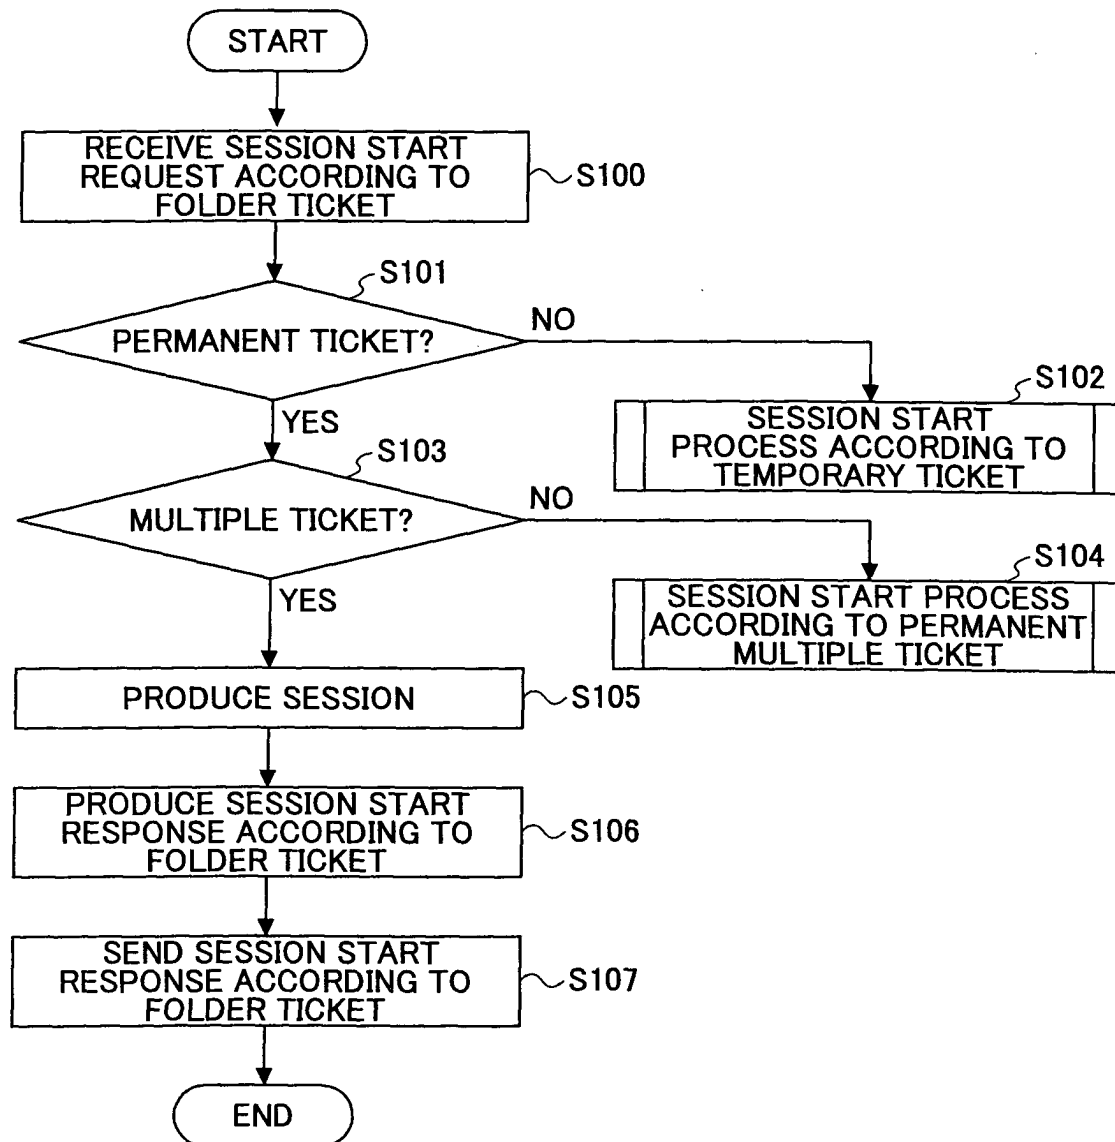 START
RECEIVE SESSION START
REQUEST ACCORDING TO
FOLDER TICKET
S100
S101
PERMANENT TICKET?
NO
YES
S102
SESSION START
PROCESS ACCORDING TO
TEMPORARY TICKET
S103
MULTIPLE TICKET?
NO
YES
S104
SESSION START PROCESS
ACCORDING TO PERMANENT
MULTIPLE TICKET
PRODUCE SESSION
S105
PRODUCE SESSION START
RESPONSE ACCORDING TO
FOLDER TICKET
S106
SEND SESSION START
RESPONSE ACCORDING TO
FOLDER TICKET
S107
END